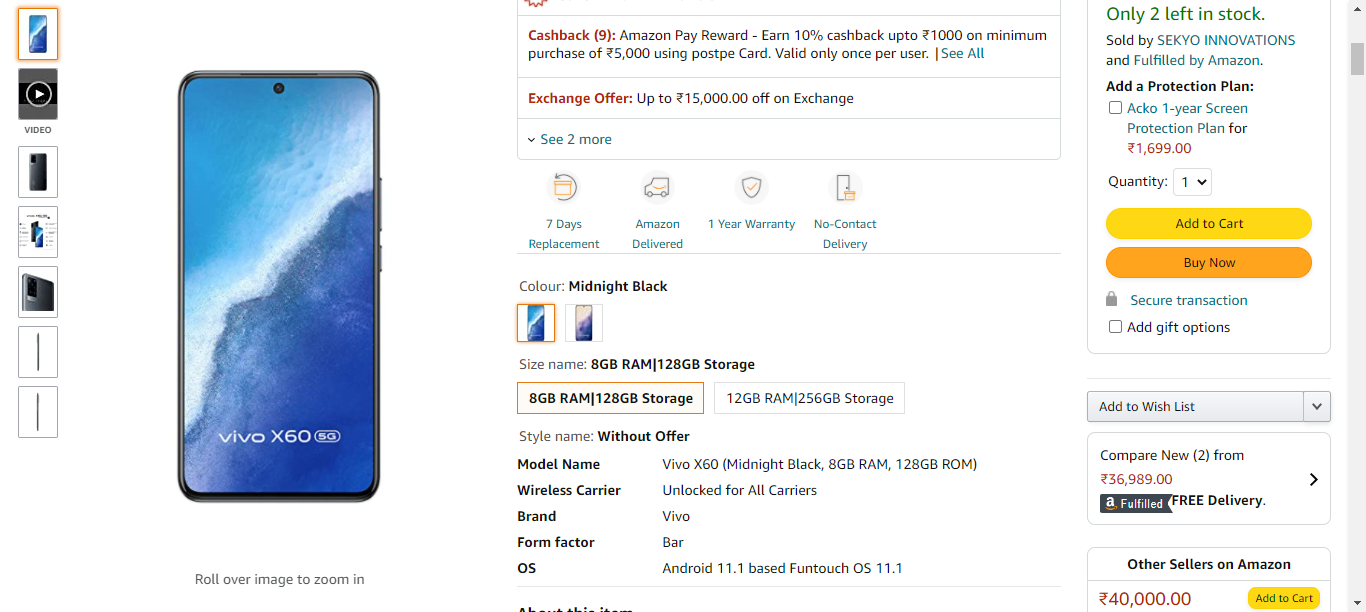 VIDEO
vivo X60 5G
Roll over image to zoom in
Cashback (9): Amazon Pay Reward - Earn 10% cashback upto ₹1000 on minimum
purchase of ₹5,000 using postpe Card. Valid only once per user. | See All
Exchange Offer: Up to ₹15,000.00 off on Exchange
See 2 more
7 Days
Replacement
Amazon
Delivered
1 Year Warranty
No-Contact
Delivery
Colour: Midnight Black
Size name: 8GB RAM|128GB Storage
8GB RAM|128GB Storage
12GB RAM|256GB Storage
Style name: Without Offer
Model Name Vivo X60 (Midnight Black, 8GB RAM, 128GB ROM)
Wireless Carrier Unlocked for All Carriers
Brand Vivo
Form factor Bar
OS Android 11.1 based Funtouch OS 11.1
About this item
Only 2 left in stock.
Sold by SEKYO INNOVATIONS
and Fulfilled by Amazon.
Add a Protection Plan:
Acko 1-year Screen
Protection Plan for
₹1,699.00
Quantity: 1
Add to Cart
Buy Now
Secure transaction
Add gift options
Add to Wish List
Compare New (2) from
₹36,989.00
a Fulfilled FREE Delivery.
Other Sellers on Amazon
₹40,000.00 Add to Cart